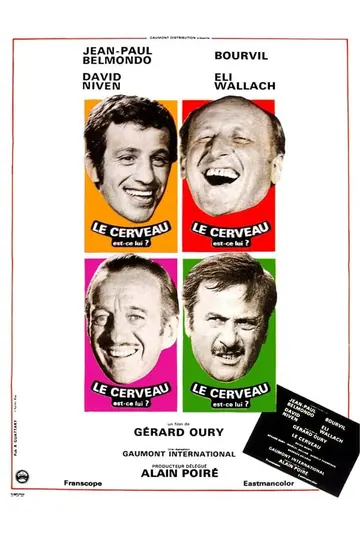 GAUMONT DISTRIBUTION présente
JEAN-PAUL
BELMONDO
BOURVIL
DAVID
NIVEN
ELI
WALLACH
LE CERVEAU
est-ce lui ?
LE CERVEAU
est-ce lui ?
LE CERVEAU
est-ce lui ?
LE CERVEAU
est-ce lui ?
un film de
GÉRARD OURY
GAUMONT INTERNATIONAL
PRODUCTEUR DÉLÉGUÉ
ALAIN POIRÉ
Franscope
Eastmancolor
JEAN-PAUL
BELMONDO
BOURVIL
DAVID
NIVEN
ELI
WALLACH
GÉRARD OURY
LE CERVEAU
GAUMONT INTERNATIONAL
ALAIN POIRÉ